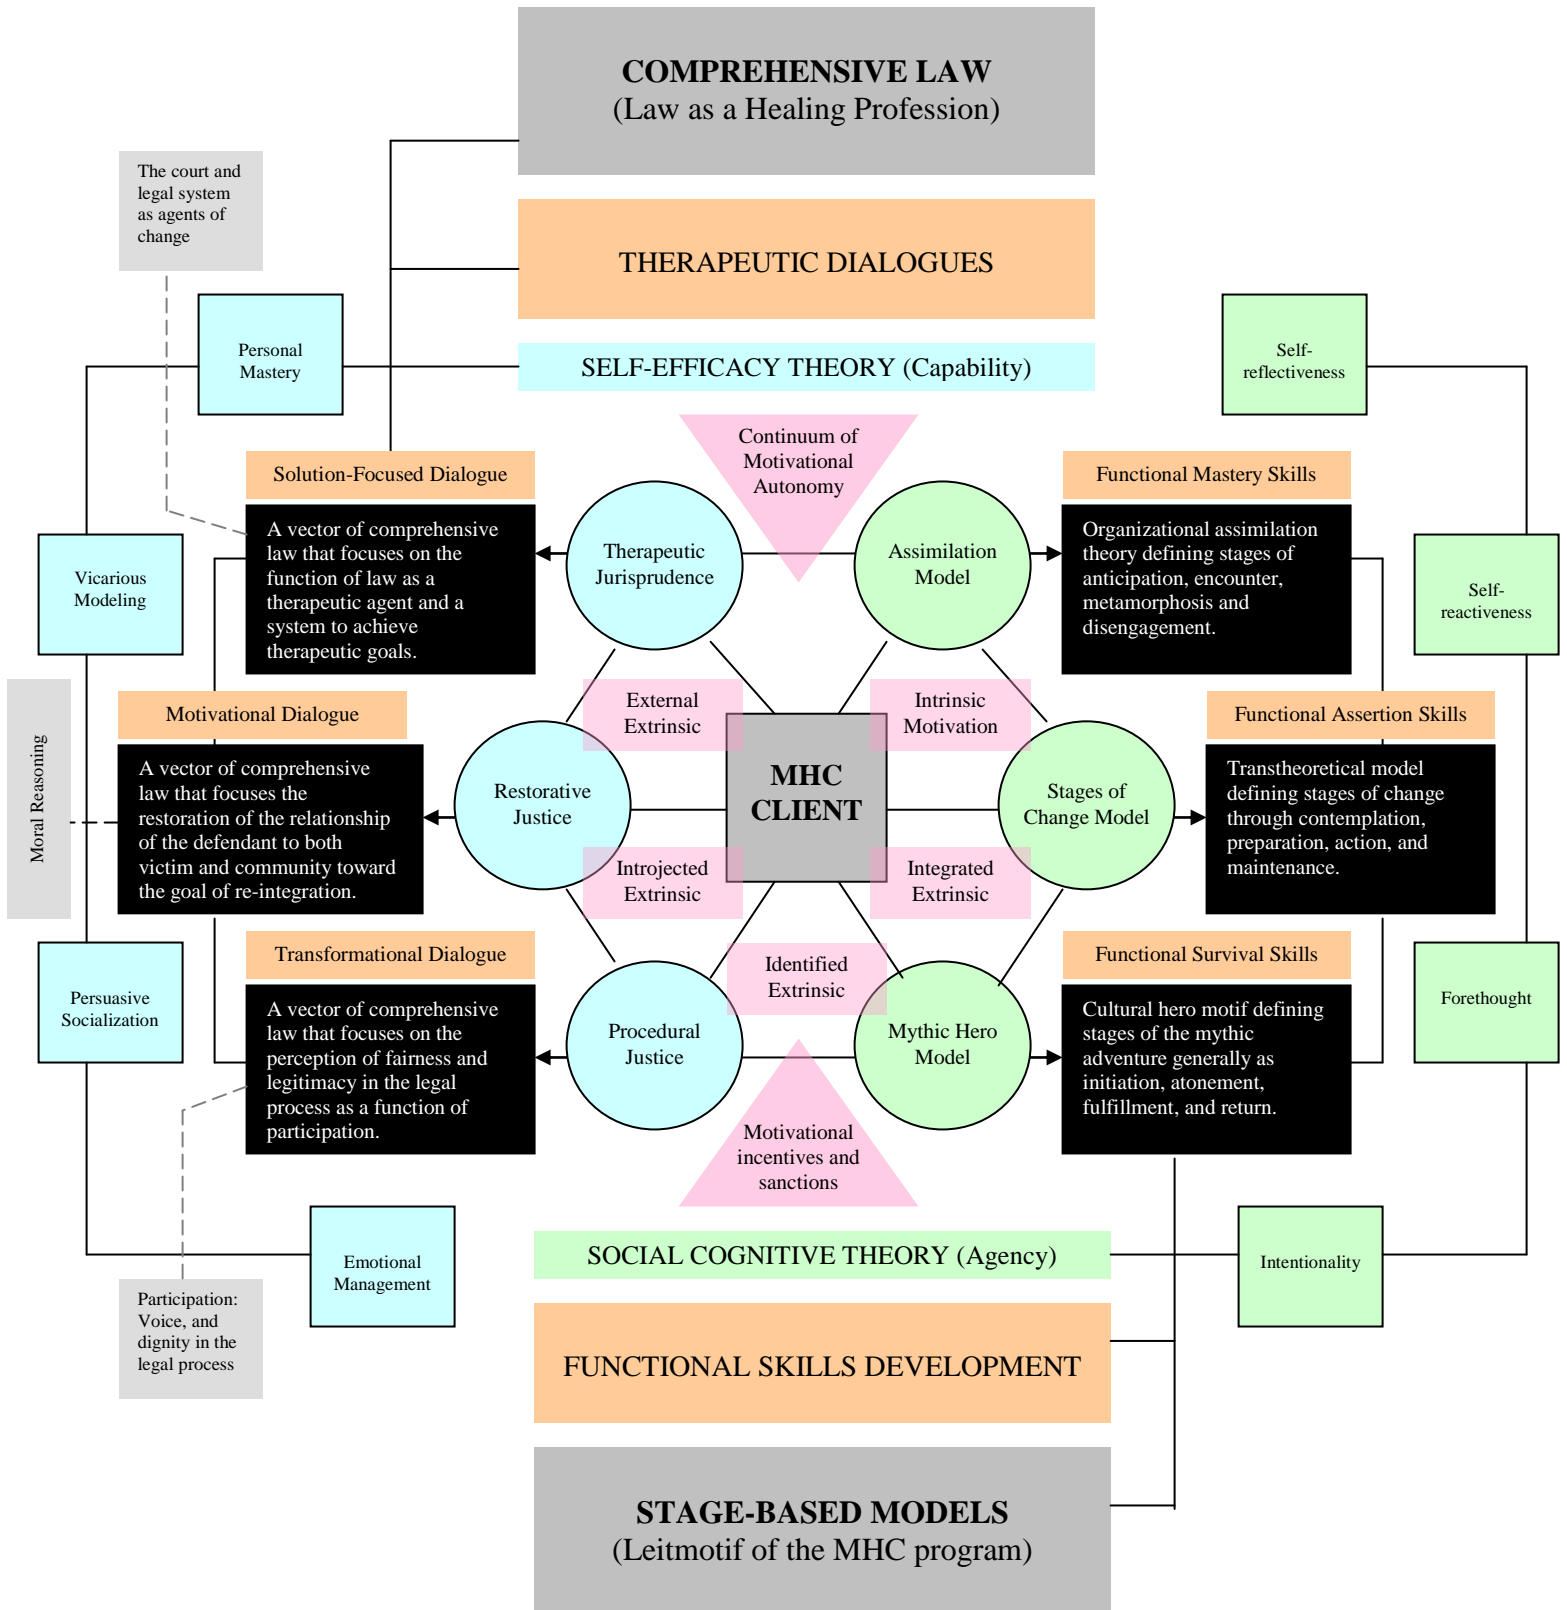 COMPREHENSIVE LAW
(Law as a Healing Profession)
The court and
legal system
as agents of
change
THERAPEUTIC DIALOGUES
Personal
Mastery
SELF-EFFICACY THEORY (Capability)
Self-
reflectiveness
Continuum of
Motivational
Autonomy
Solution-Focused Dialogue
A vector of comprehensive
law that focuses on the
function of law as a
therapeutic agent and a
system to achieve
therapeutic goals.
Therapeutic
Jurisprudence
Assimilation
Model
Functional Mastery Skills
Organizational assimilation
theory defining stages of
anticipation, encounter,
metamorphosis and
disengagement.
Vicarious
Modeling
Self-
reactiveness
External
Extrinsic
Intrinsic
Motivation
Moral Reasoning
Motivational Dialogue
A vector of comprehensive
law that focuses the
restoration of the relationship
of the defendant to both
victim and community toward
the goal of re-integration.
Restorative
Justice
MHC
CLIENT
Stages of
Change Model
Functional Assertion Skills
Transtheoretical model
defining stages of change
through contemplation,
preparation, action, and
maintenance.
Introjected
Extrinsic
Integrated
Extrinsic
Persuasive
Socialization
Transformational Dialogue
A vector of comprehensive
law that focuses on the
perception of fairness and
legitimacy in the legal
process as a function of
participation.
Identified
Extrinsic
Procedural
Justice
Mythic Hero
Model
Functional Survival Skills
Cultural hero motif defining
stages of the mythic
adventure generally as
initiation, atonement,
fulfillment, and return.
Forethought
Motivational
incentives and
sanctions
Emotional
Management
SOCIAL COGNITIVE THEORY (Agency)
Intentionality
Participation:
Voice, and
dignity in the
legal process
FUNCTIONAL SKILLS DEVELOPMENT
STAGE-BASED MODELS
(Leitmotif of the MHC program)